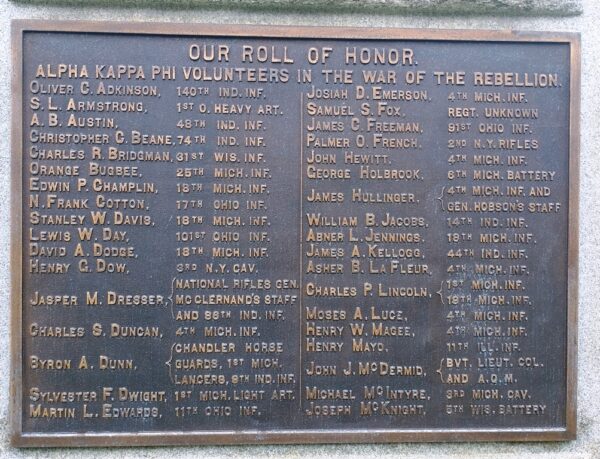 OUR ROLL OF HONOR.
ALPHA KAPPA PHI VOLUNTEERS IN THE WAR OF THE REBELLION.
OLIVER C. ADKINSON, 140TH IND. INF.
S. L. ARMSTRONG, 1ST O. HEAVY ART.
A. B. AUSTIN, 48TH IND. INF.
CHRISTOPHER G. BEANE, 74TH IND. INF.
CHARLES R. BRIDGMAN, 31ST WIS. INF.
ORANGE BUGBEE, 25TH MICH. INF.
EDWIN P. CHAMPLIN, 18TH MICH. INF.
N. FRANK COTTON, 17TH OHIO INF.
STANLEY W. DAVIS, 18TH MICH. INF.
LEWIS W. DAY, 101ST OHIO INF.
DAVID A. DODGE, 18TH MICH. INF.
HENRY G. DOW, 3RD N.Y. CAV.
JASPER M. DRESSER, { NATIONAL RIFLES GEN.
MCCLERNAND'S STAFF
AND 86TH IND. INF.
CHARLES S. DUNCAN, 4TH MICH. INF.
BYRON A. DUNN, { CHANDLER HORSE
GUARDS, 1ST MICH.
LANCERS, 9TH IND. INF.
SYLVESTER F. DWIGHT, 1ST MICH. LIGHT ART.
MARTIN L. EDWARDS, 11TH OHIO INF.
JOSIAH D. EMERSON, 4TH MICH. INF.
SAMUEL S. FOX, REGT. UNKNOWN
JAMES C. FREEMAN, 91ST OHIO INF.
PALMER O. FRENCH, 2ND N.Y. RIFLES
JOHN HEWITT, 4TH MICH. INF.
GEORGE HOLBROOK, 6TH MICH. BATTERY
JAMES HULLINGER, { 4TH MICH. INF. AND
GEN. HOBSON'S STAFF
WILLIAM B. JACOBS, 14TH IND. INF.
ABNER L. JENNINGS, 19TH MICH. INF.
JAMES A. KELLOGG, 44TH IND. INF.
ASHER B. LA FLEUR, 4TH MICH. INF.
CHARLES P. LINCOLN, { 1ST MICH. INF.
19TH MICH. INF.
MOSES A. LUCE, 4TH MICH. INF.
HENRY W. MAGEE, 4TH MICH. INF.
HENRY MAYO, 11TH ILL. INF.
JOHN J. MCDERMID, { BVT. LIEUT. COL.
AND A.Q.M.
MICHAEL MCINTYRE, 3RD MICH. CAV.
JOSEPH MCKNIGHT, 5TH WIS. BATTERY